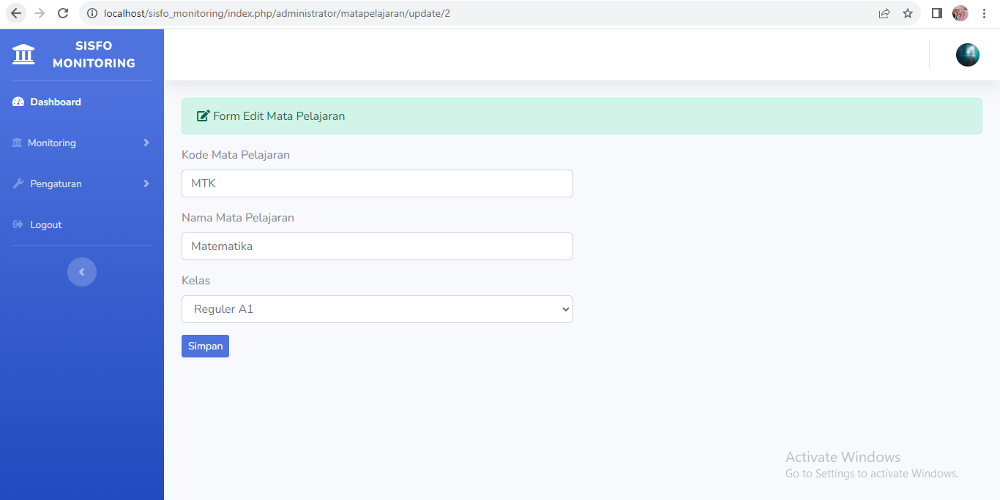 localhost/sisfo_monitoring/index.php/administrator/matapelajaran/update/2
SISFO
MONITORING
Dashboard
Monitoring
Pengaturan
Logout
Form Edit Mata Pelajaran
Kode Mata Pelajaran
MTK
Nama Mata Pelajaran
Matematika
Kelas
Reguler A1
Simpan
Activate Windows
Go to Settings to activate Windows.